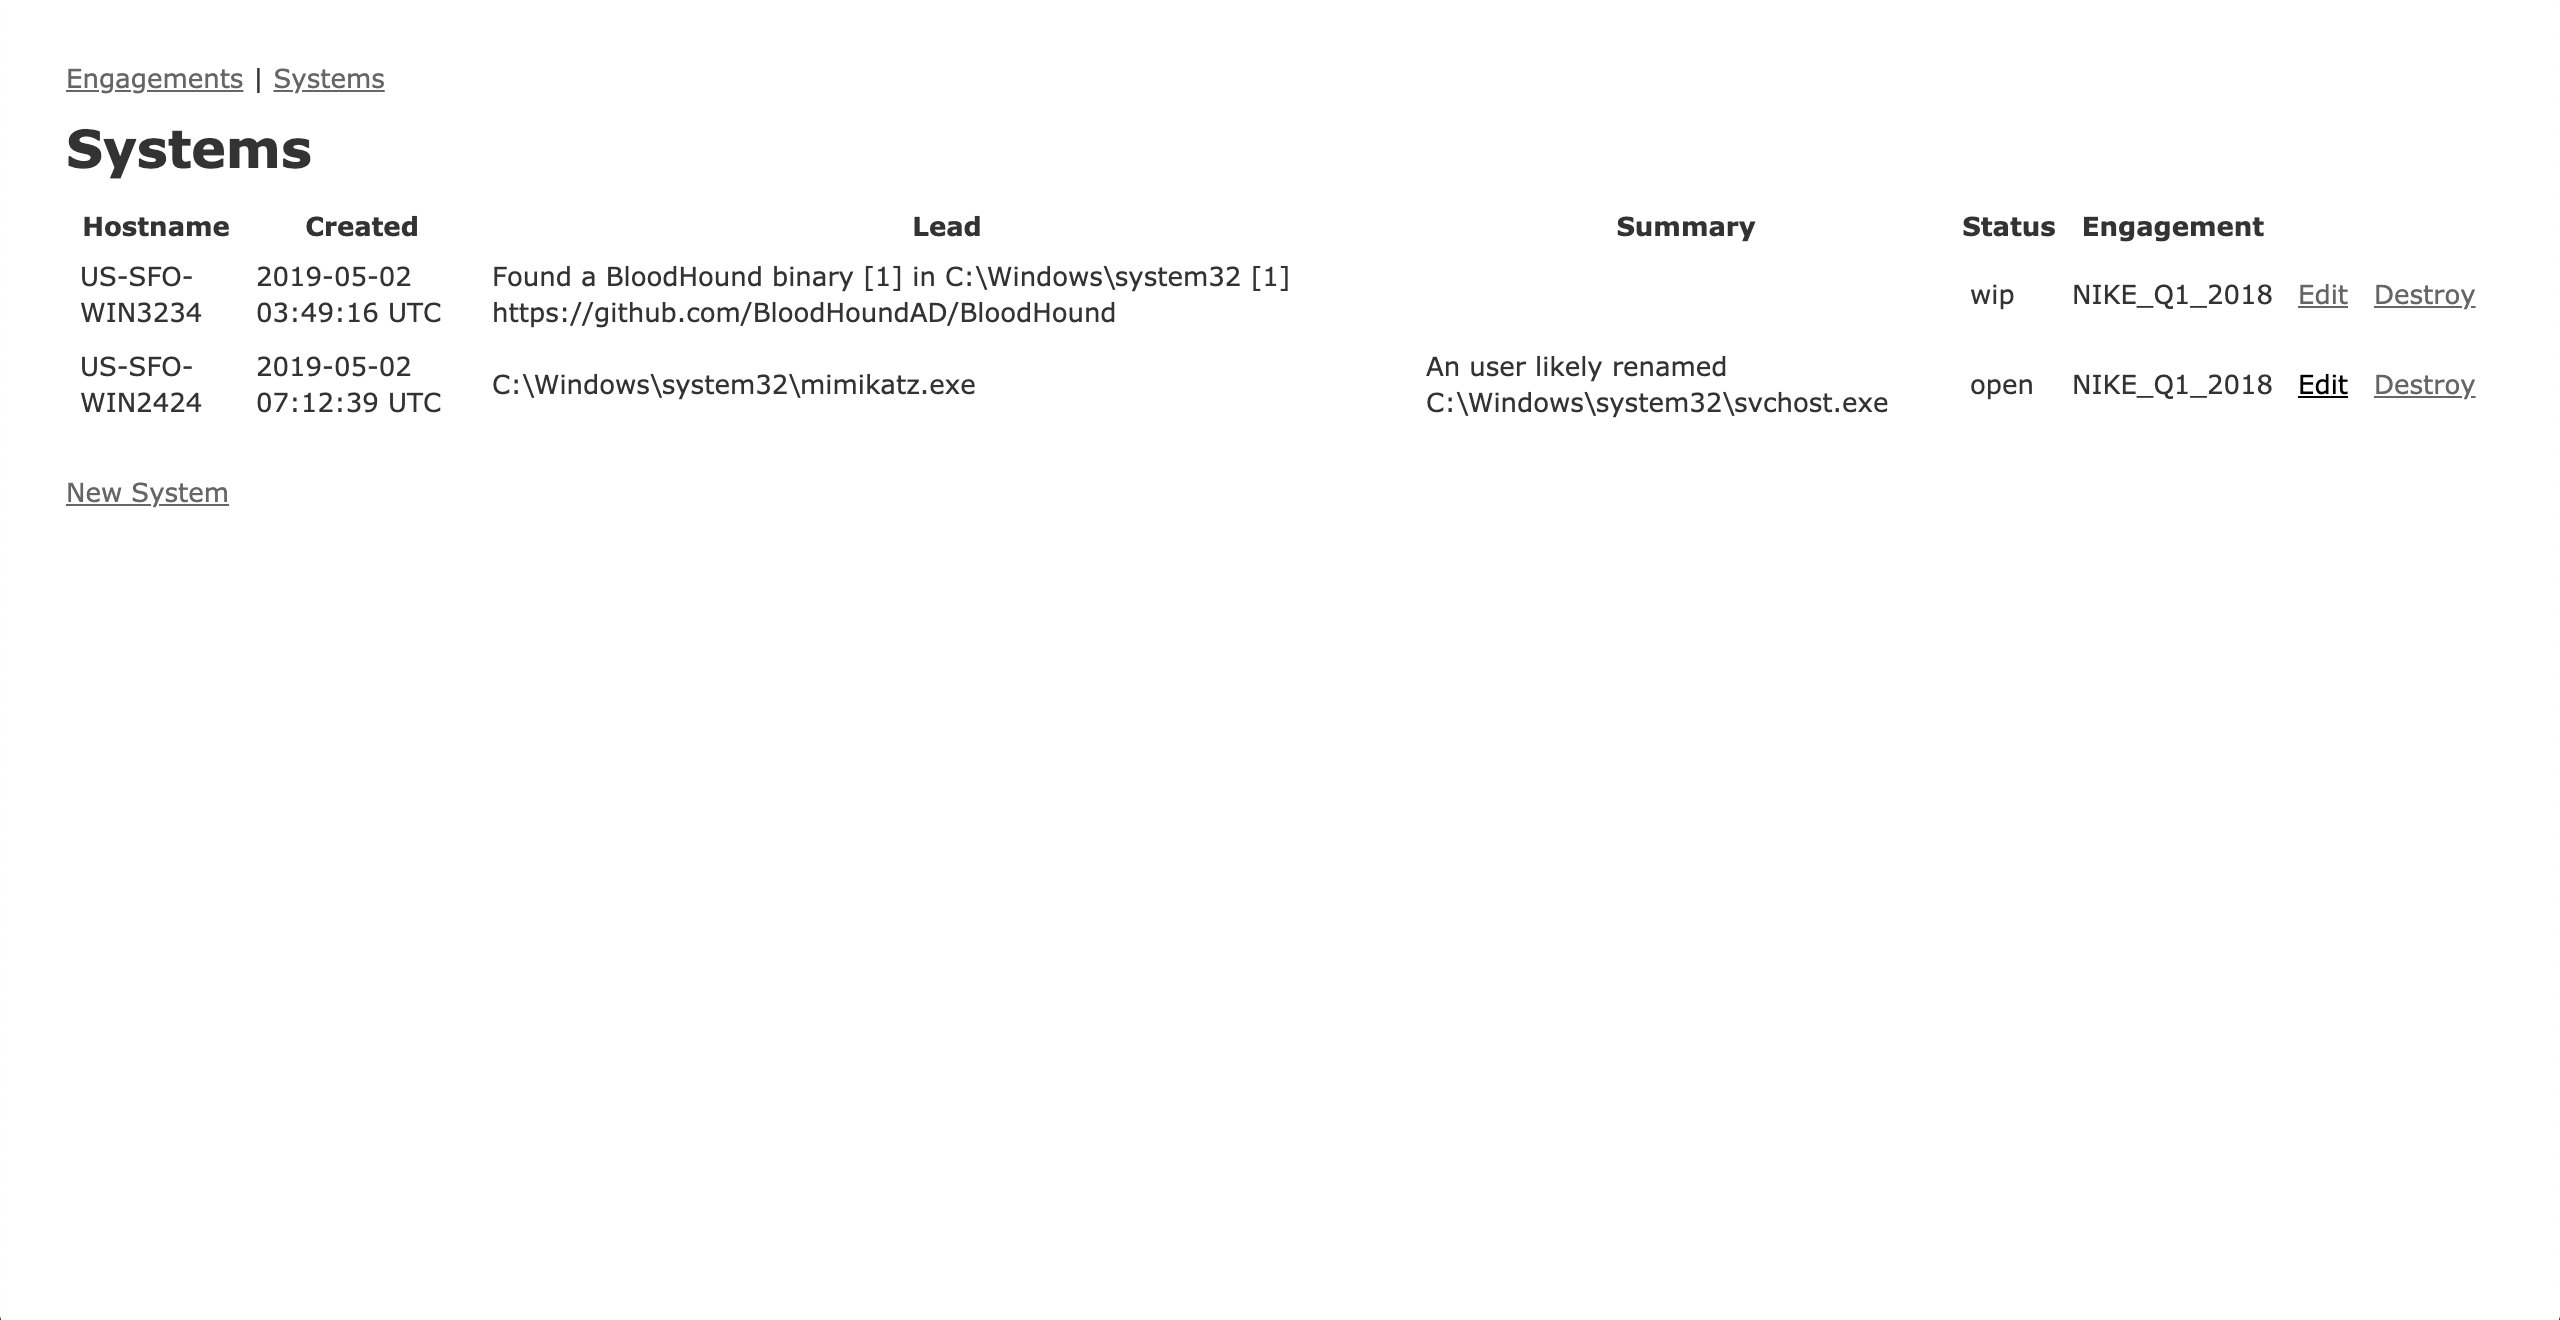 Engagements | Systems
Systems
Hostname Created Lead Summary Status Engagement
US-SFO-
WIN3234
2019-05-02
03:49:16 UTC
Found a BloodHound binary [1] in C:\Windows\system32 [1]
https://github.com/BloodHoundAD/BloodHound
wip
NIKE_Q1_2018
Edit
Destroy
US-SFO-
WIN2424
2019-05-02
07:12:39 UTC
C:\Windows\system32\mimikatz.exe
An user likely renamed
C:\Windows\system32\svchost.exe
open
NIKE_Q1_2018
Edit
Destroy
New System